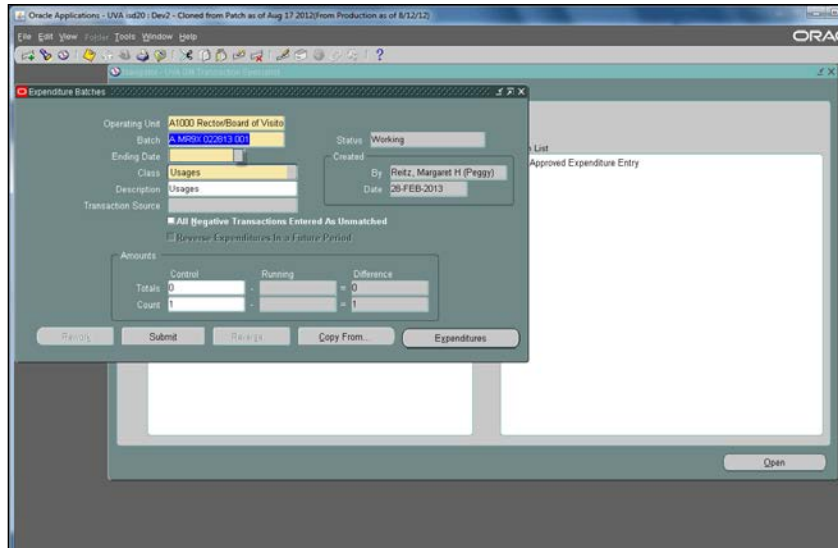 Oracle Applications - UVA isd20 : Dev2 - Cloned from Patch as of Aug 17 2012(From Production as of 8/12/12)
File Edit View Folder Tools Window Help
ORAC
Expenditure Batches
Operating Unit A1000 Rector/Board of Visito
Batch A MR9X 022813 001
Status Working
Ending Date
Created
Class Usages
By Reitz, Margaret H (Peggy)
Description Usages
Date 28-FEB-2013
Transaction Source
All Negative Transactions Entered As Unmatched
Reverse Expenditures In a Future Period
Amounts
Control Running Difference
Totals 0 - = 0
Count 1 - = 1
Rework Submit Reverse Copy From... Expenditures
List
Approved Expenditure Entry
Open